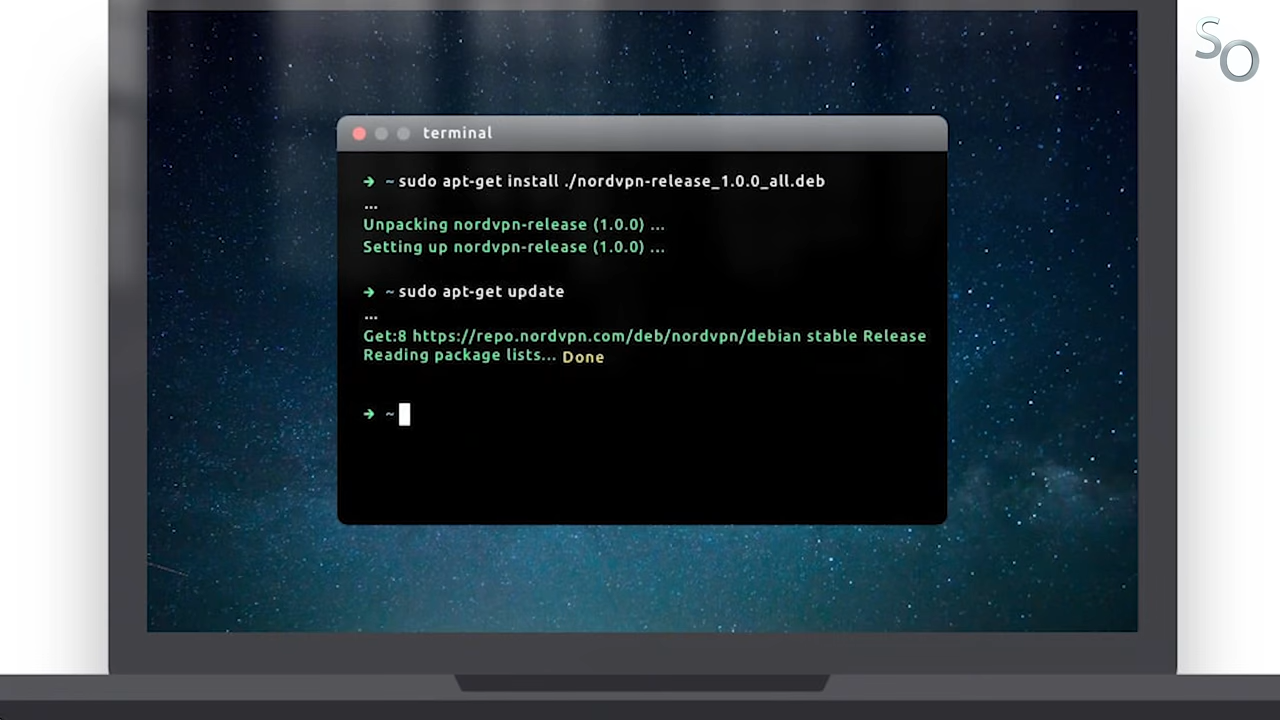 SO
terminal
➜ ~ sudo apt-get install ./nordvpn-release_1.0.0_all.deb
...
Unpacking nordvpn-release (1.0.0) ...
Setting up nordvpn-release (1.0.0) ...
➜ ~ sudo apt-get update
...
Get:8 https://repo.nordvpn.com/deb/nordvpn/debian stable Release
Reading package lists... Done
➜ ~